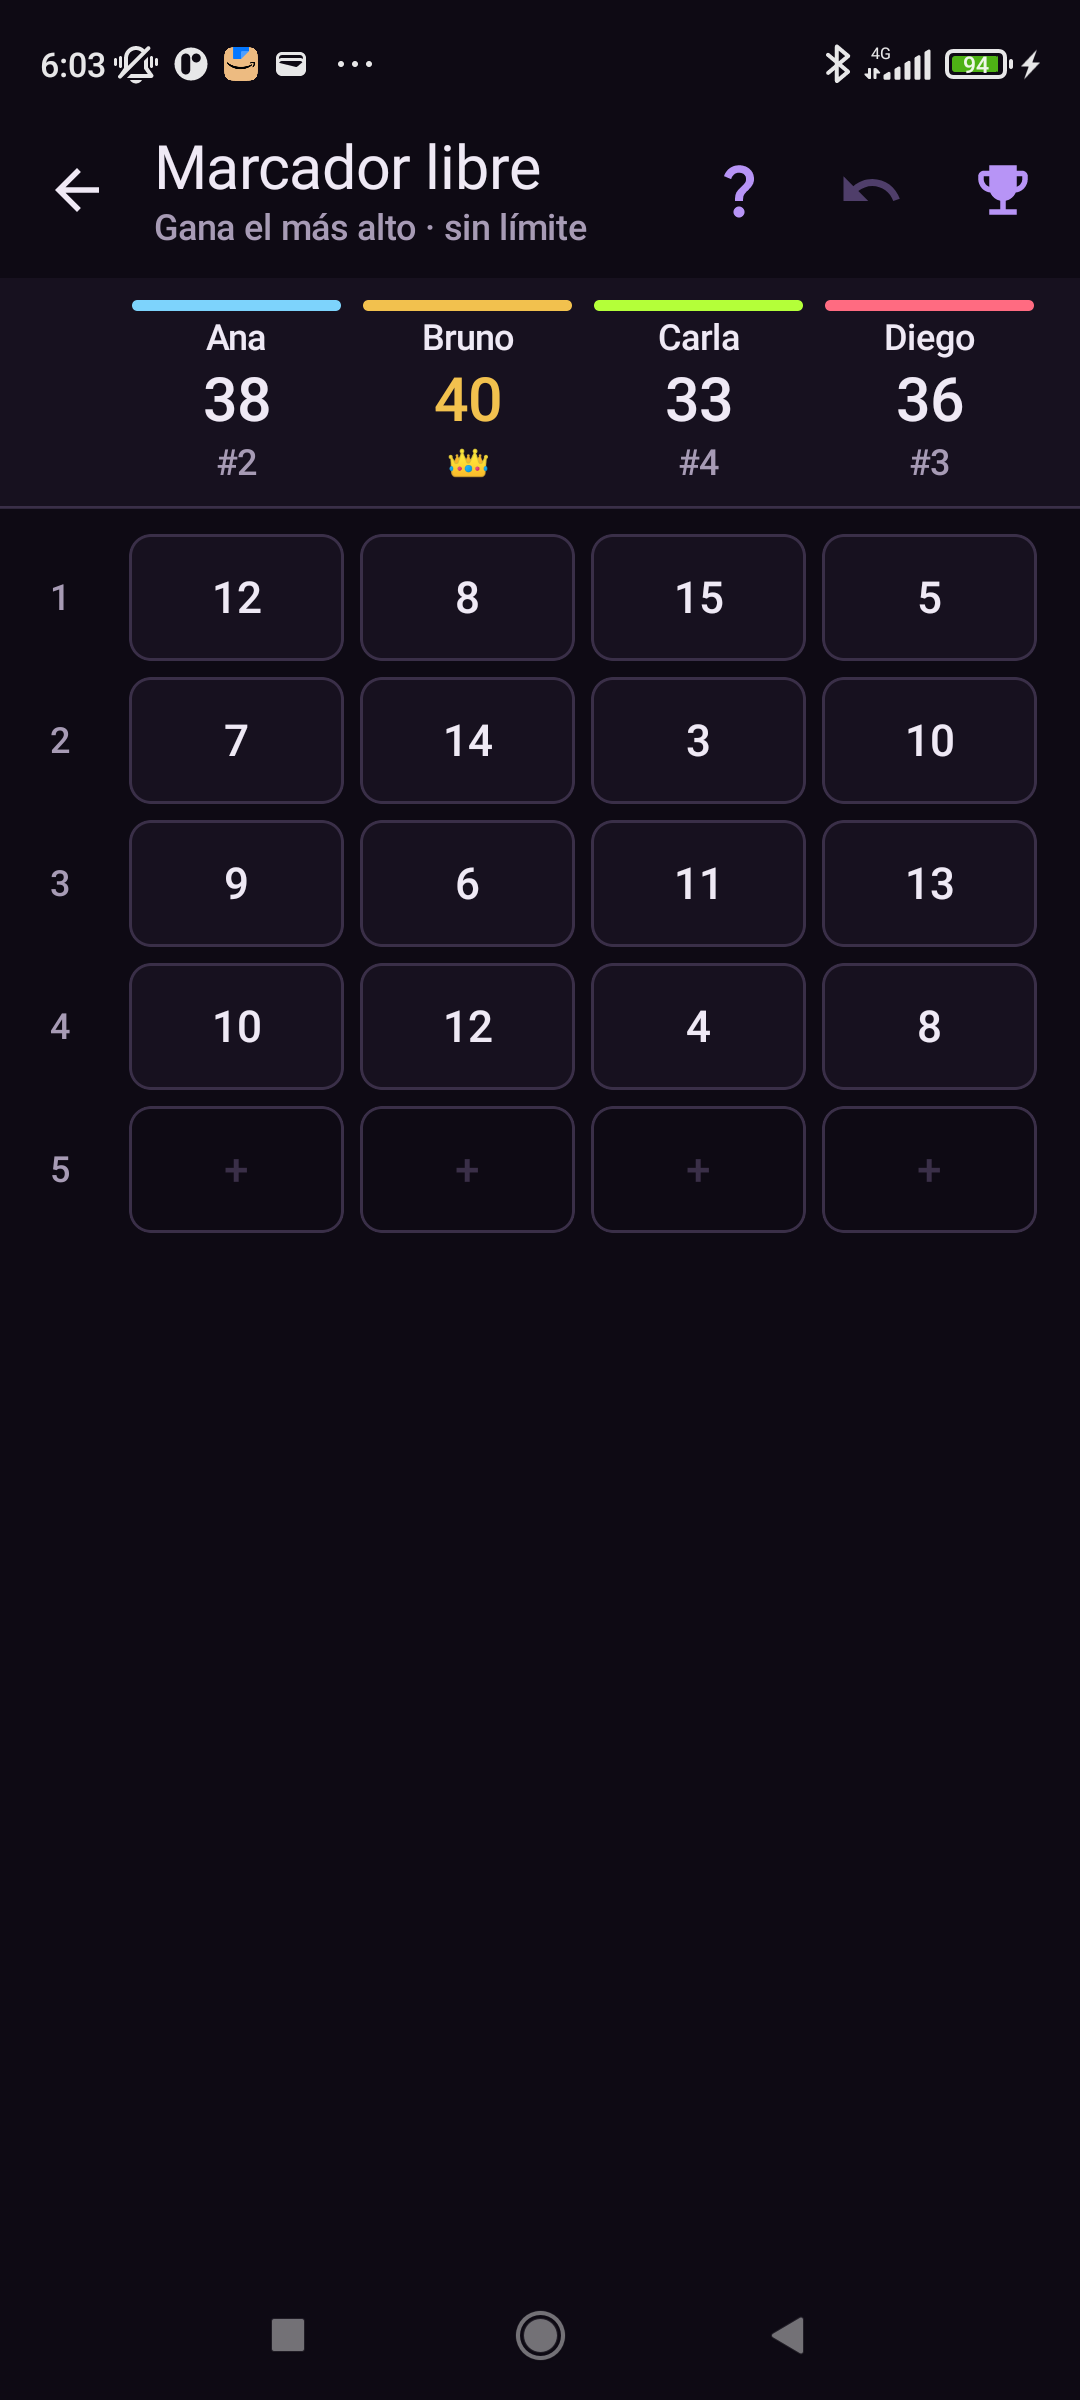 6:03
4G
94
Marcador libre
Gana el más alto · sin límite
?
Ana Bruno Carla Diego
38 40 33 36
#2 #4 #3
1 12 8 15 5
2 7 14 3 10
3 9 6 11 13
4 10 12 4 8
5 + + + +